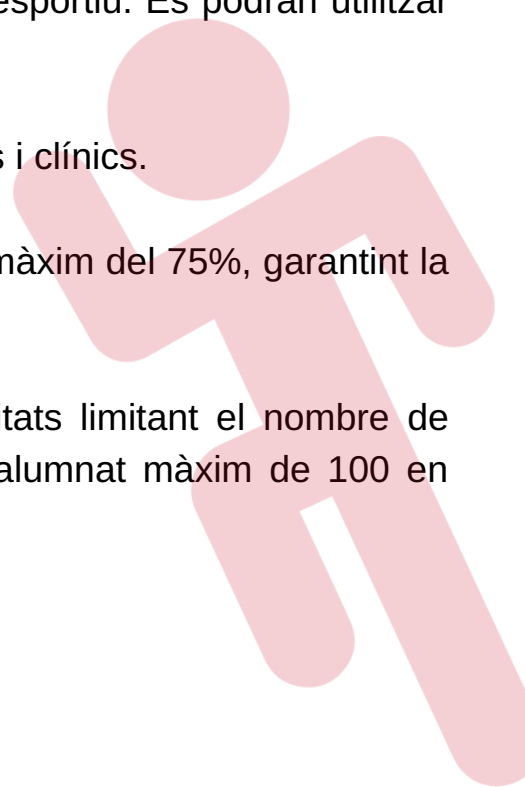 esportiu. Es podran utilitzar
s i clínics.
màxim del 75%, garantint la
tats limitant el nombre de
alumnat màxim de 100 en